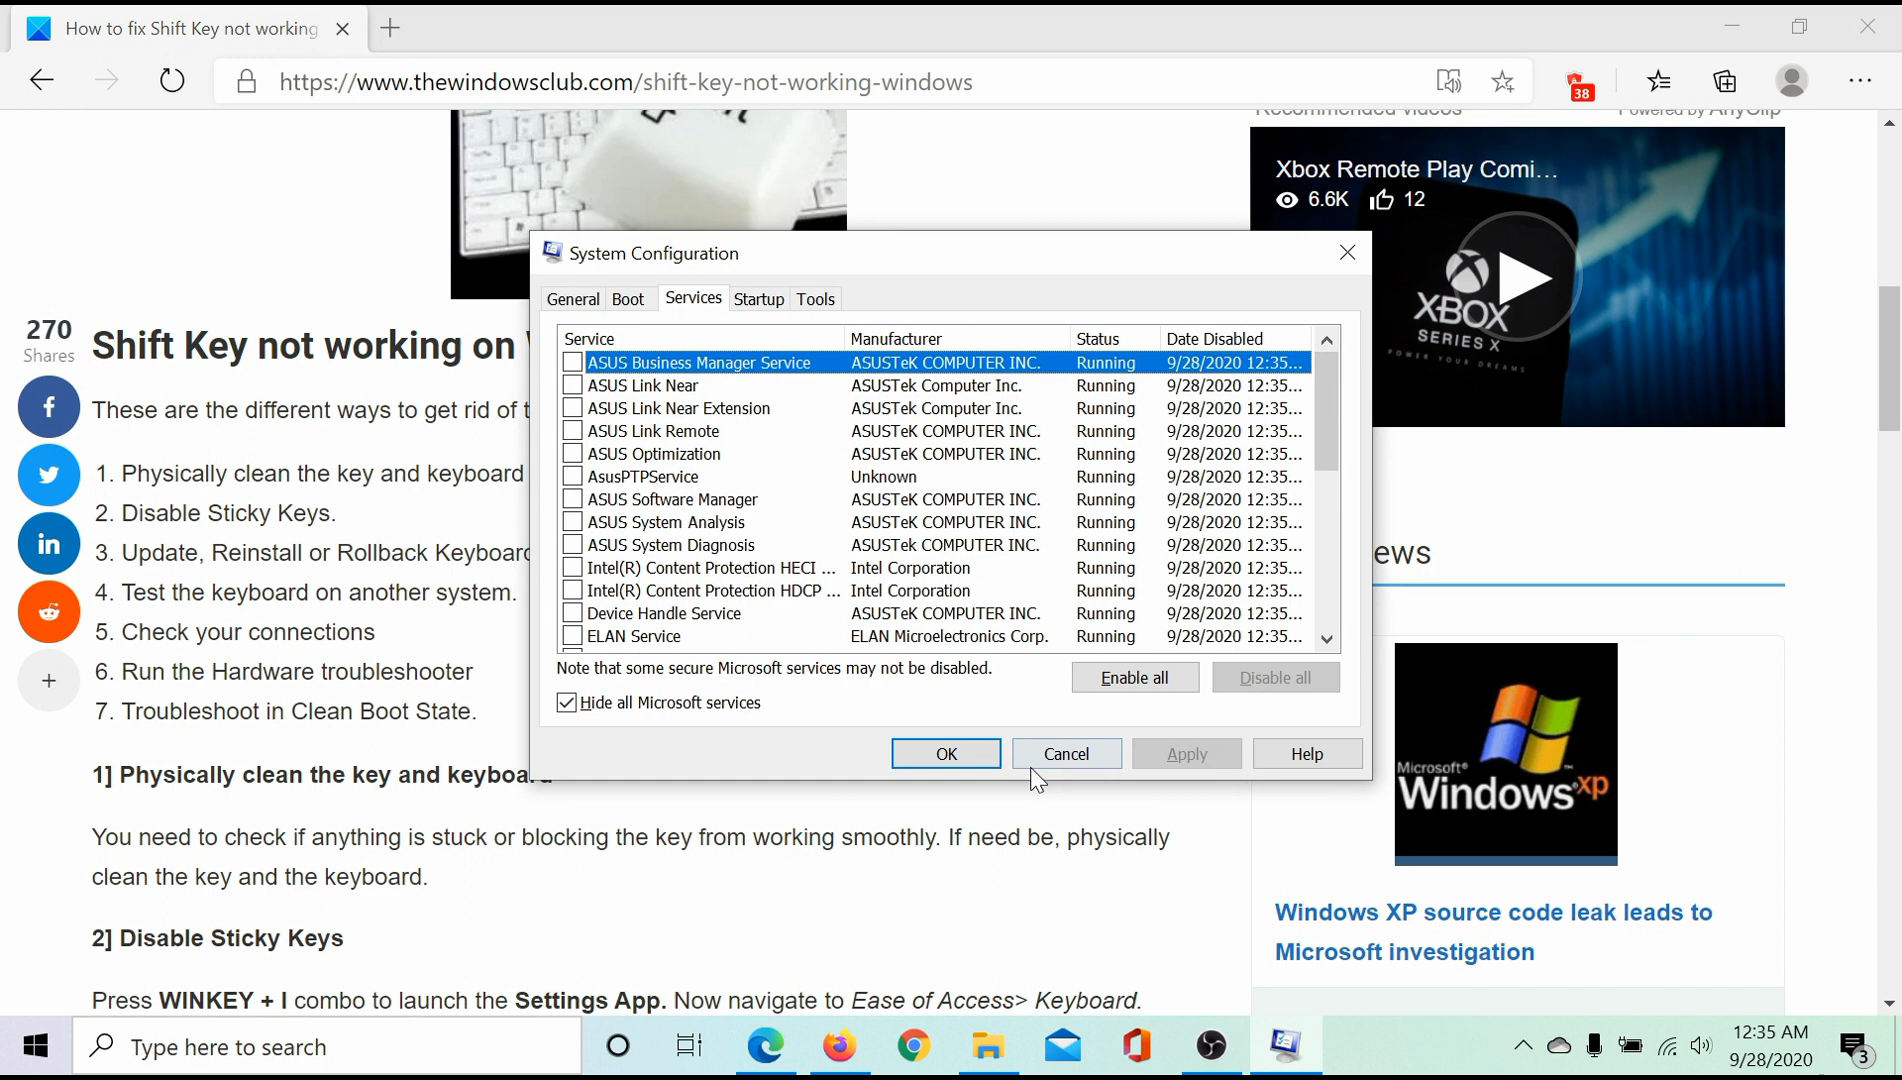 How to fix Shift Key not working
https://www.thewindowsclub.com/shift-key-not-working-windows
38
Recommended videos
Powered by AnyClip
Xbox Remote Play Comi...
6.6K 12
XBOX
SERIES X
POWER YOUR DREAMS
270
Shares
Shift Key not working on
These are the different ways to get rid of t
1. Physically clean the key and keyboard
2. Disable Sticky Keys.
3. Update, Reinstall or Rollback Keyboard
4. Test the keyboard on another system.
5. Check your connections
6. Run the Hardware troubleshooter
7. Troubleshoot in Clean Boot State.
System Configuration
General Boot Services Startup Tools
Service Manufacturer Status Date Disabled
ASUS Business Manager Service ASUSTeK COMPUTER INC. Running 9/28/2020 12:35...
ASUS Link Near ASUSTek Computer Inc. Running 9/28/2020 12:35...
ASUS Link Near Extension ASUSTek Computer Inc. Running 9/28/2020 12:35...
ASUS Link Remote ASUSTeK COMPUTER INC. Running 9/28/2020 12:35...
ASUS Optimization ASUSTeK COMPUTER INC. Running 9/28/2020 12:35...
AsusPTPService Unknown Running 9/28/2020 12:35...
ASUS Software Manager ASUSTeK COMPUTER INC. Running 9/28/2020 12:35...
ASUS System Analysis ASUSTeK COMPUTER INC. Running 9/28/2020 12:35...
ASUS System Diagnosis ASUSTek COMPUTER INC. Running 9/28/2020 12:35...
Intel(R) Content Protection HECI ... Intel Corporation Running 9/28/2020 12:35...
Intel(R) Content Protection HDCP ... Intel Corporation Running 9/28/2020 12:35...
Device Handle Service ASUSTeK COMPUTER INC. Running 9/28/2020 12:35...
ELAN Service ELAN Microelectronics Corp. Running 9/28/2020 12:35...
Note that some secure Microsoft services may not be disabled.
Enable all Disable all
Hide all Microsoft services
OK Cancel Apply Help
ews
1] Physically clean the key and keyboard
You need to check if anything is stuck or blocking the key from working smoothly. If need be, physically
clean the key and the keyboard.
2] Disable Sticky Keys
Press WINKEY + I combo to launch the Settings App. Now navigate to Ease of Access> Keyboard.
Microsoft®
Windows xp
Windows XP source code leak leads to
Microsoft investigation
Type here to search
12:35 AM
9/28/2020
3